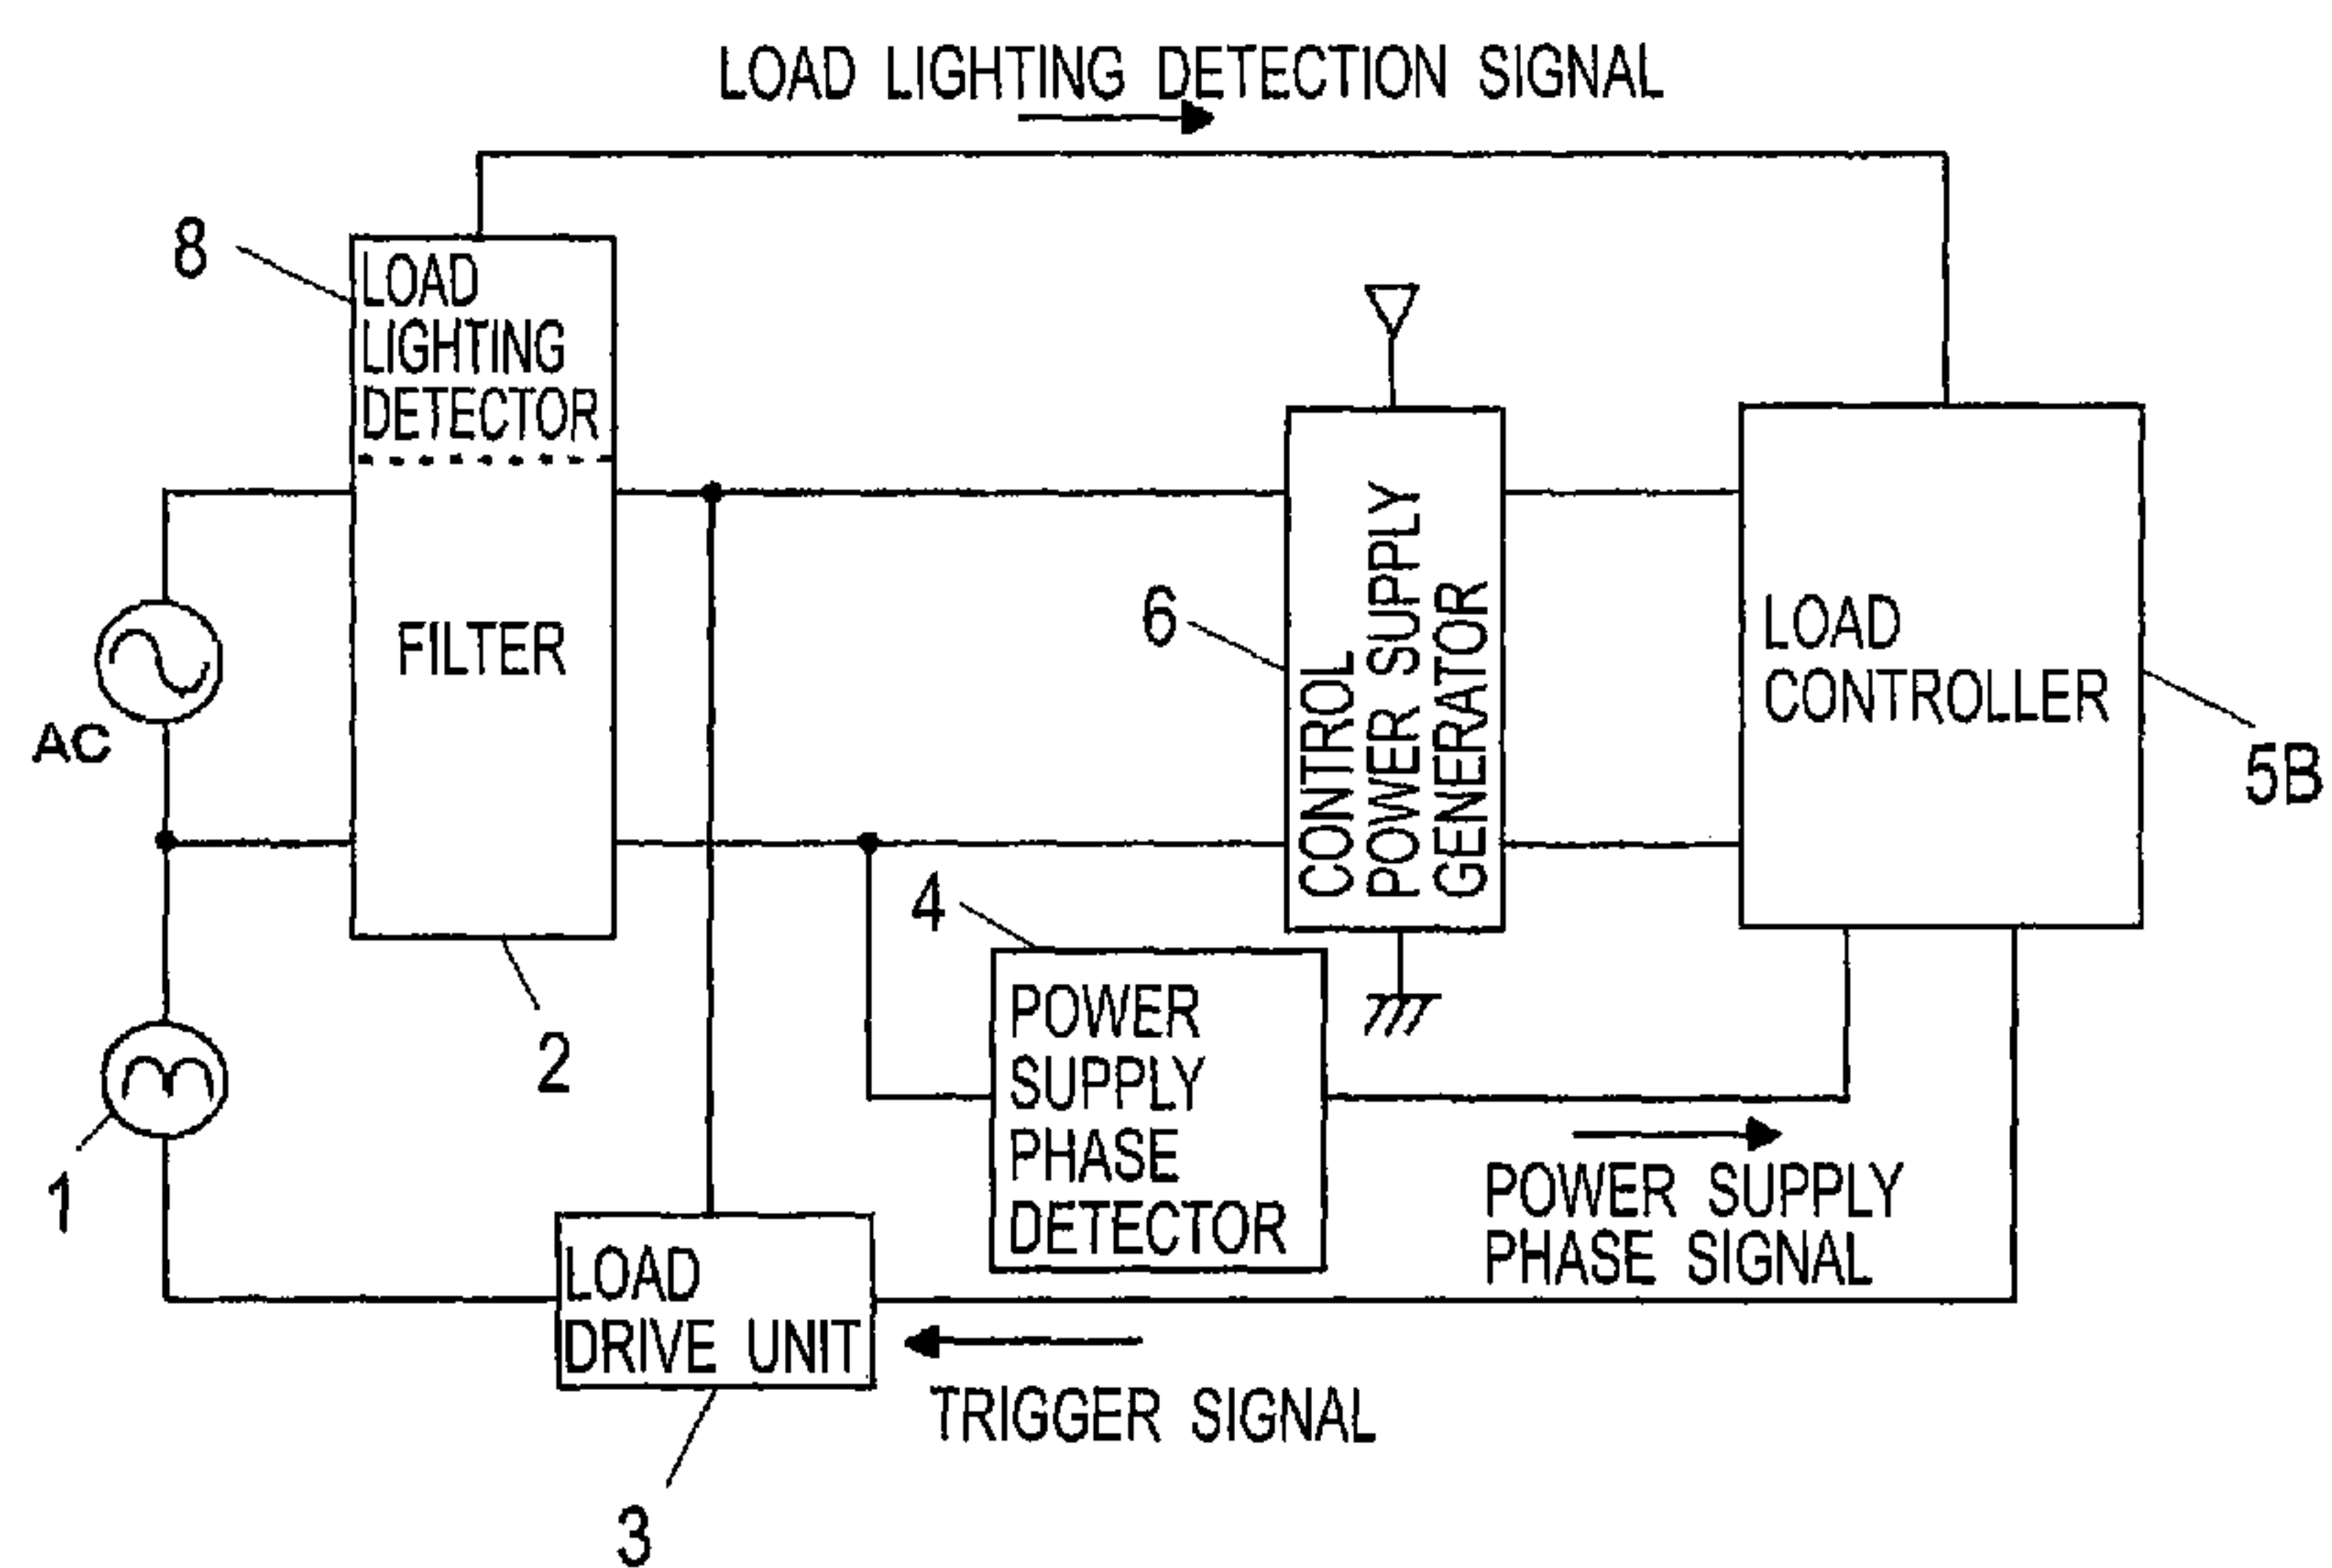 LOAD LIGHTING DETECTION SIGNAL
8
LOAD
LIGHTING
DETECTOR
FILTER
AC
2
1
6
CONTROL
POWER SUPPLY
GENERATOR
LOAD
CONTROLLER
5B
4
POWER
SUPPLY
PHASE
DETECTOR
POWER SUPPLY
PHASE SIGNAL
LOAD
DRIVE UNIT
TRIGGER SIGNAL
3